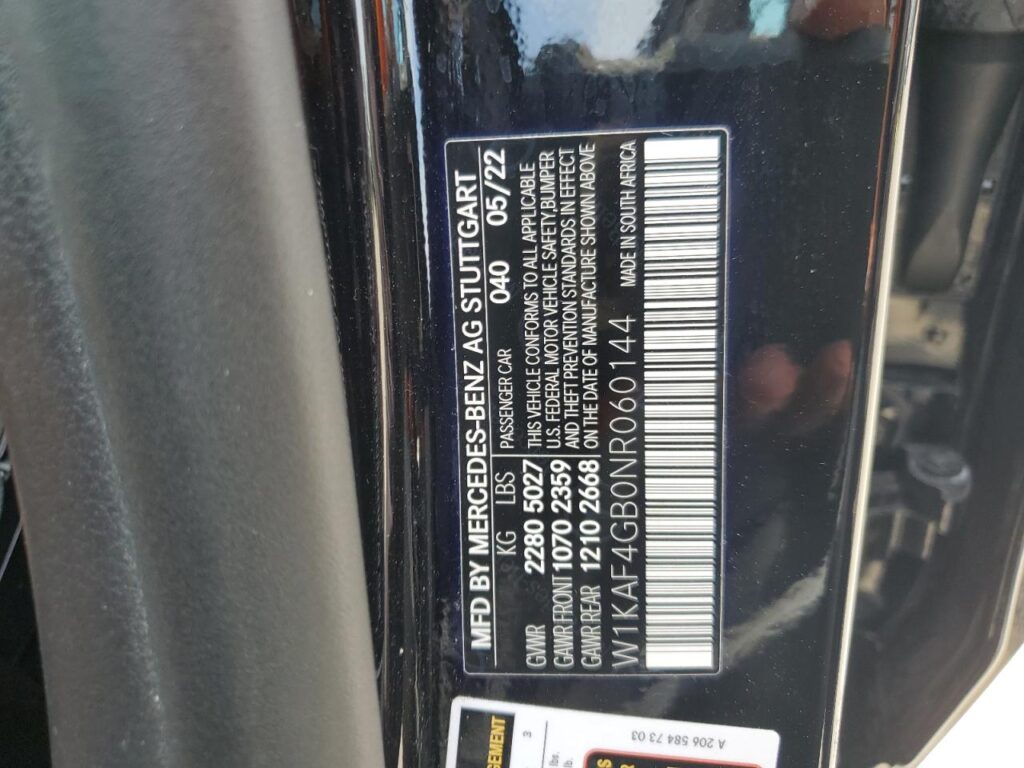 MFD BY MERCEDES-BENZ AG STUTTGART
KG LBS PASSENGER CAR 040 05/22
GVWR 2280 5027
GAWR FRONT 1070 2359
GAWR REAR 1210 2668
THIS VEHICLE CONFORMS TO ALL APPLICABLE
U.S. FEDERAL MOTOR VEHICLE SAFETY,BUMPER
AND THEFT PREVENTION STANDARDS IN EFFECT
ON THE DATE OF MANUFACTURE SHOWN ABOVE
W1KAF4GB0NR060144 MADE IN SOUTH AFRICA
3
lbs.
lb.
A 206 584 73 03